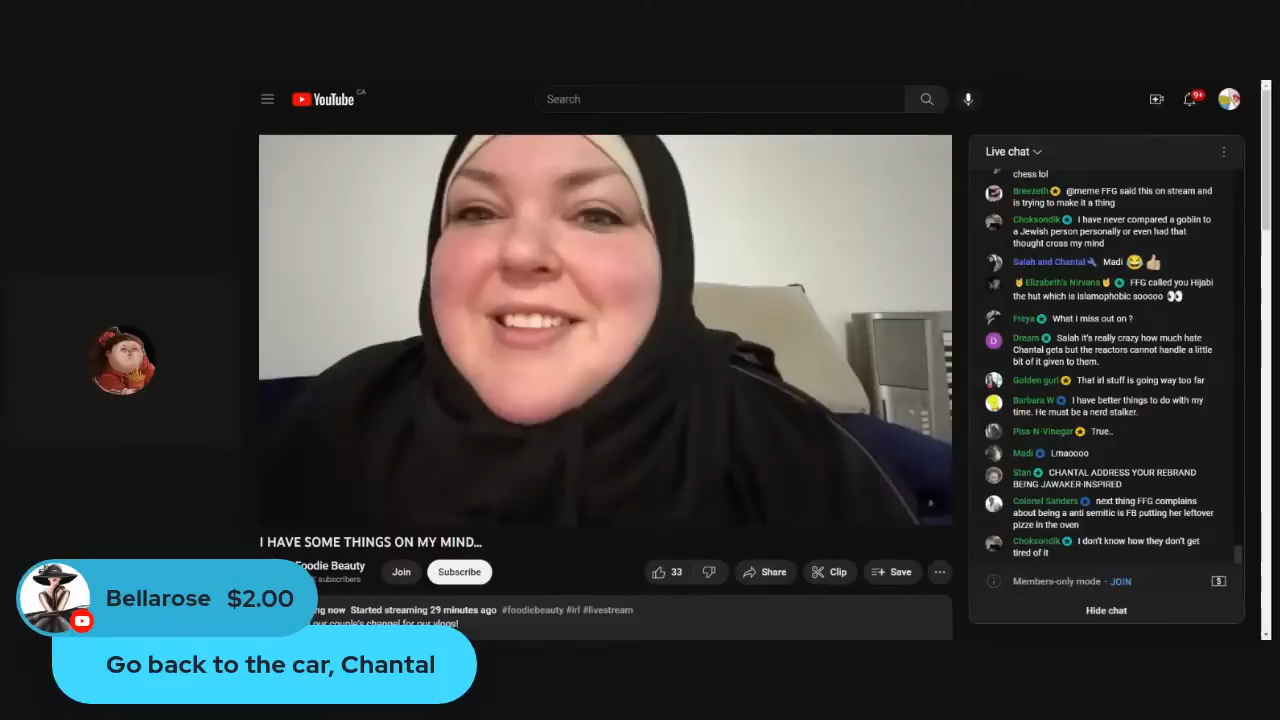 YouTube CA
Search
9+
Live chat
chess lol
Breezeth @meme FFG said this on stream and
is trying to make it a thing
Choksondik I have never compared a goblin to
a Jewish person personally or even had that
thought cross my mind
Salah and Chantal Madi 😂👍🏼
🤘Elizabeth's Nirvana🤘 FFG called you Hijabi
the hut which is islamophobic sooooo 👀
Freya What I miss out on ?
Dream Salah it's really crazy how much hate
Chantal gets but the reactors cannot handle a little
bit of it given to them.
Golden gurl That irl stuff is going way too far
Barbara W I have better things to do with my
time. He must be a nerd stalker.
Piss-N-Vinegar True..
Madi Lmaoooo
Stan CHANTAL ADDRESS YOUR REBRAND
BEING JAWAKER-INSPIRED
Colonel Sanders next thing FFG complains
about being a anti semitic is FB putting her leftover
pizze in the oven
Choksondik I don't know how they don't get
tired of it
Members-only mode - JOIN
Hide chat
I HAVE SOME THINGS ON MY MIND...
Foodie Beauty
subscribers
Join
Subscribe
33
Share
Clip
Save
ng now Started streaming 29 minutes ago #foodiebeauty #irl #livestream
our couple's channel for our vlogs!
Bellarose $2.00
Go back to the car, Chantal